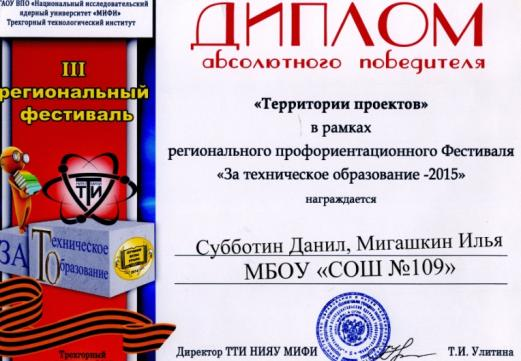 ГАОУ ВПО «Национальный исследовательский
ядерный университет «МИФИ»
Трехгорный технологический институт
III
региональный
фестиваль
ТТИ
ЗА Техническое
Образование
Трехгорный
ДИПЛОМ
абсолютного победителя
«Территории проектов»
в рамках
регионального профориентационного Фестиваля
«За техническое образование -2015»
награждается
Субботин Данил, Мигашкин Илья
МБОУ «СОШ №109»
Директор ТТИ НИЯУ МИФИ
Т.И. Улитина